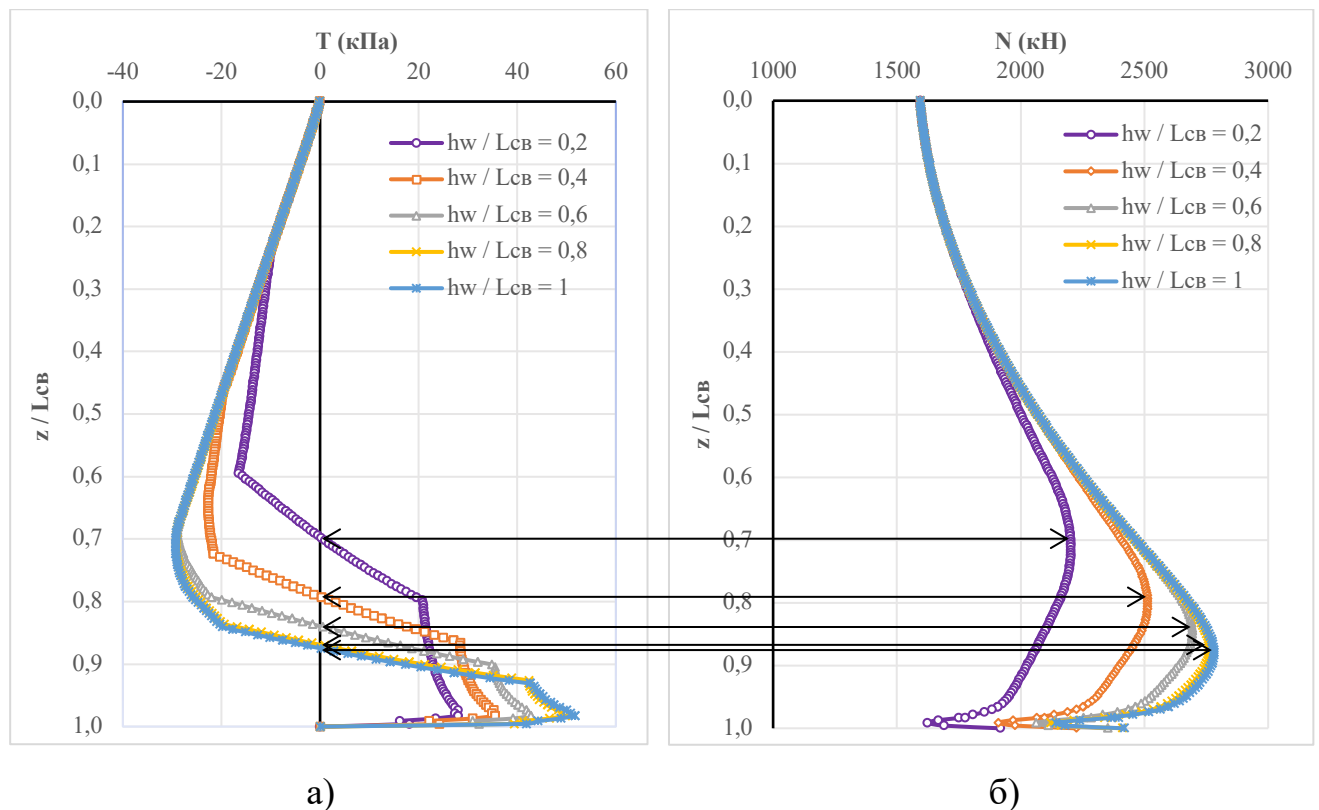 T (кПа)
-40 -20 0 20 40 60
0,0
0,1
0,2
0,3
0,4
0,5
0,6
0,7
0,8
0,9
1,0
z / Lсв
hw / Lсв = 0,2
hw / Lсв = 0,4
hw / Lсв = 0,6
hw / Lсв = 0,8
hw / Lсв = 1
а)
N (кН)
1000 1500 2000 2500 3000
0,0
0,1
0,2
0,3
0,4
0,5
0,6
0,7
0,8
0,9
1,0
z / Lсв
hw / Lсв = 0,2
hw / Lсв = 0,4
hw / Lсв = 0,6
hw / Lсв = 0,8
hw / Lсв = 1
б)